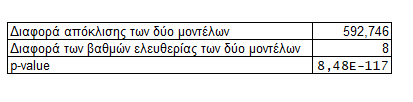 Διαφορά απόκλισης των δύο μοντέλων 592,746
Διαφορά των βαθμών ελευθερίας των δύο μοντέλων 8
p-value 8,48E-117